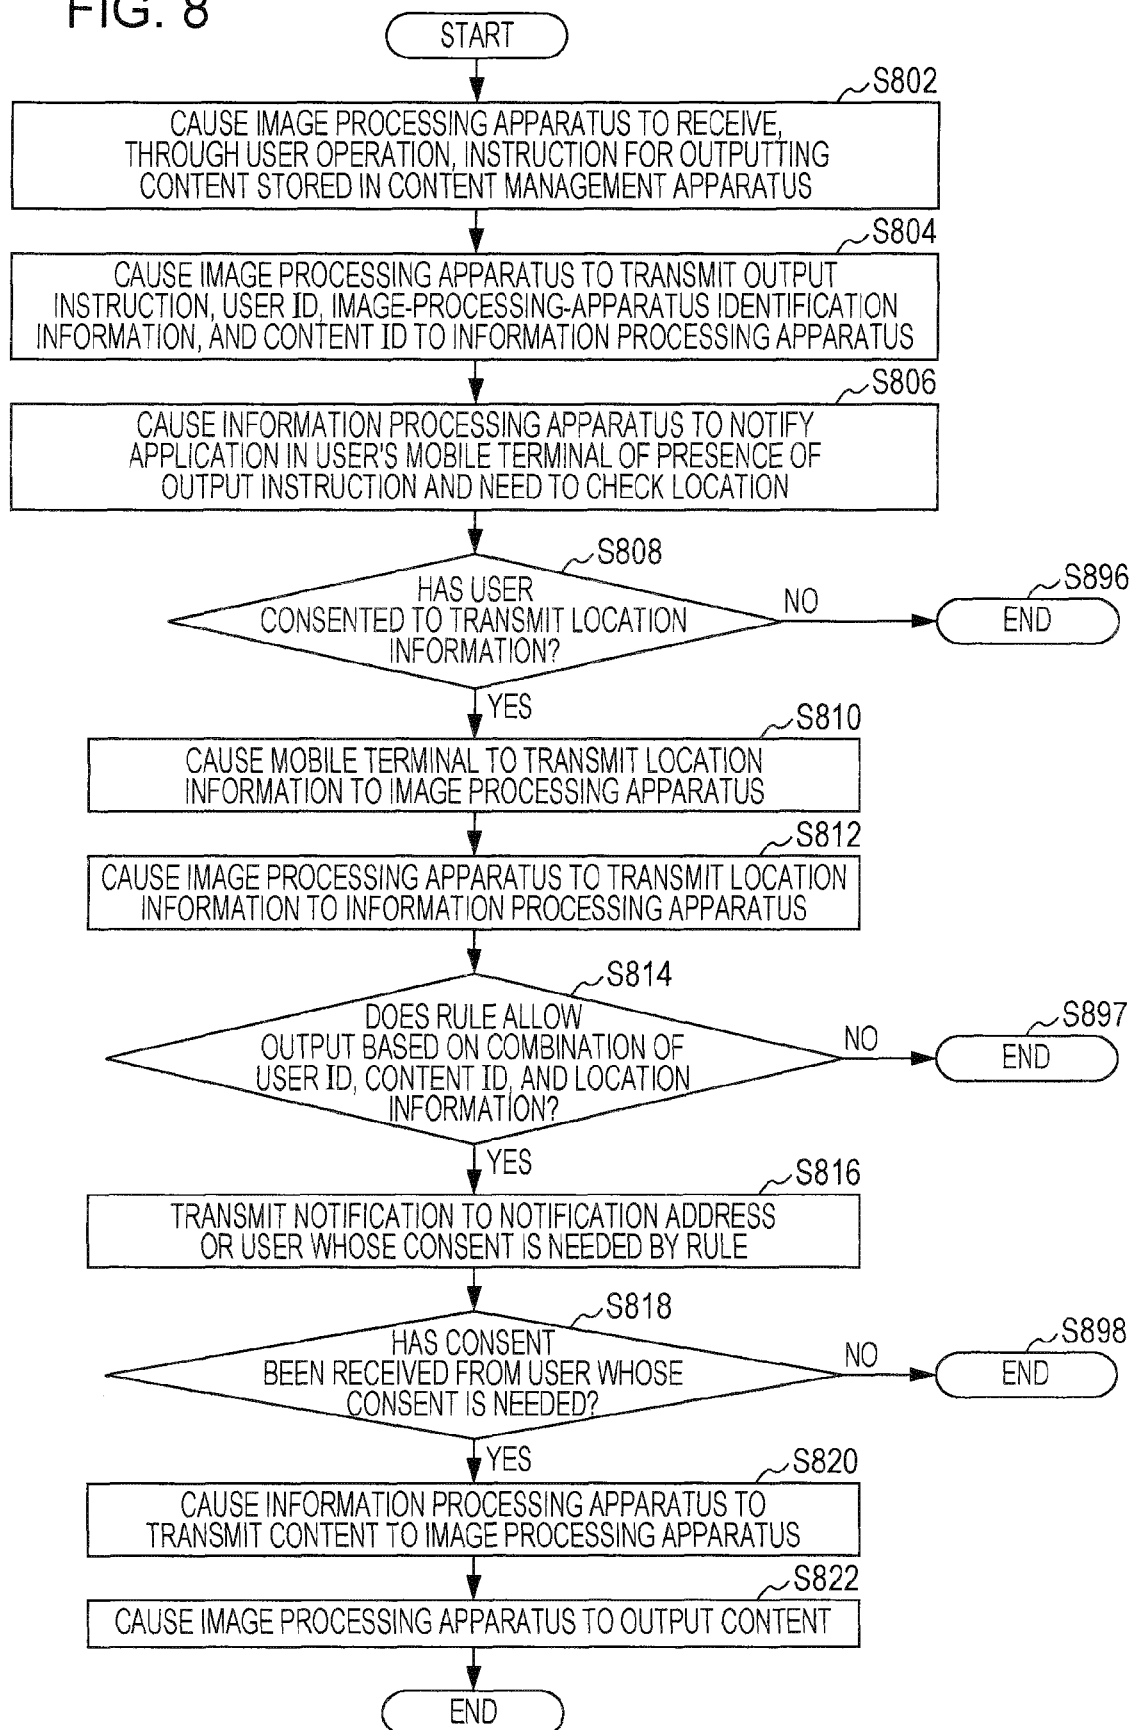 FIG. 8
START
S802
CAUSE IMAGE PROCESSING APPARATUS TO RECEIVE,
THROUGH USER OPERATION, INSTRUCTION FOR OUTPUTTING
CONTENT STORED IN CONTENT MANAGEMENT APPARATUS
S804
CAUSE IMAGE PROCESSING APPARATUS TO TRANSMIT OUTPUT
INSTRUCTION, USER ID, IMAGE-PROCESSING-APPARATUS IDENTIFICATION
INFORMATION, AND CONTENT ID TO INFORMATION PROCESSING APPARATUS
S806
CAUSE INFORMATION PROCESSING APPARATUS TO NOTIFY
APPLICATION IN USER'S MOBILE TERMINAL OF PRESENCE OF
OUTPUT INSTRUCTION AND NEED TO CHECK LOCATION
S808
HAS USER
CONSENTED TO TRANSMIT LOCATION
INFORMATION?
NO
S896
END
YES
S810
CAUSE MOBILE TERMINAL TO TRANSMIT LOCATION
INFORMATION TO IMAGE PROCESSING APPARATUS
S812
CAUSE IMAGE PROCESSING APPARATUS TO TRANSMIT LOCATION
INFORMATION TO INFORMATION PROCESSING APPARATUS
S814
DOES RULE ALLOW
OUTPUT BASED ON COMBINATION OF
USER ID, CONTENT ID, AND LOCATION
INFORMATION?
NO
S897
END
YES
S816
TRANSMIT NOTIFICATION TO NOTIFICATION ADDRESS
OR USER WHOSE CONSENT IS NEEDED BY RULE
S818
HAS CONSENT
BEEN RECEIVED FROM USER WHOSE
CONSENT IS NEEDED?
NO
S898
END
YES
S820
CAUSE INFORMATION PROCESSING APPARATUS TO
TRANSMIT CONTENT TO IMAGE PROCESSING APPARATUS
S822
CAUSE IMAGE PROCESSING APPARATUS TO OUTPUT CONTENT
END